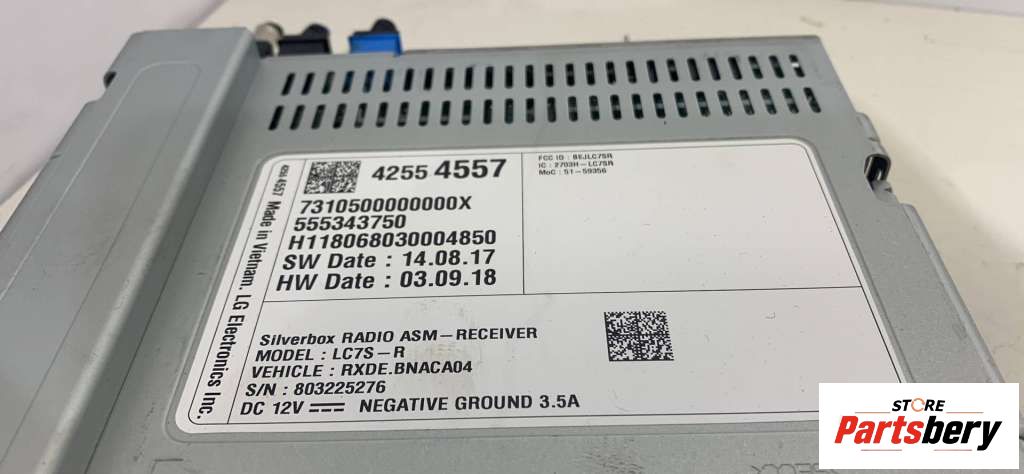 4255 4557
FCC ID : BEJLC7SR
IC : 2703H-LC7SR
MoC : 51-59356
7310500000000X
555343750
H118068030004850
SW Date : 14.08.17
HW Date : 03.09.18
4255 4557 Made in Vietnam. LG Electronics Inc.
Silverbox RADIO ASM-RECEIVER
MODEL : LC7S-R
VEHICLE : RXDE.BNACA04
S/N : 803225276
DC 12V NEGATIVE GROUND 3.5A
STORE
Partsbery